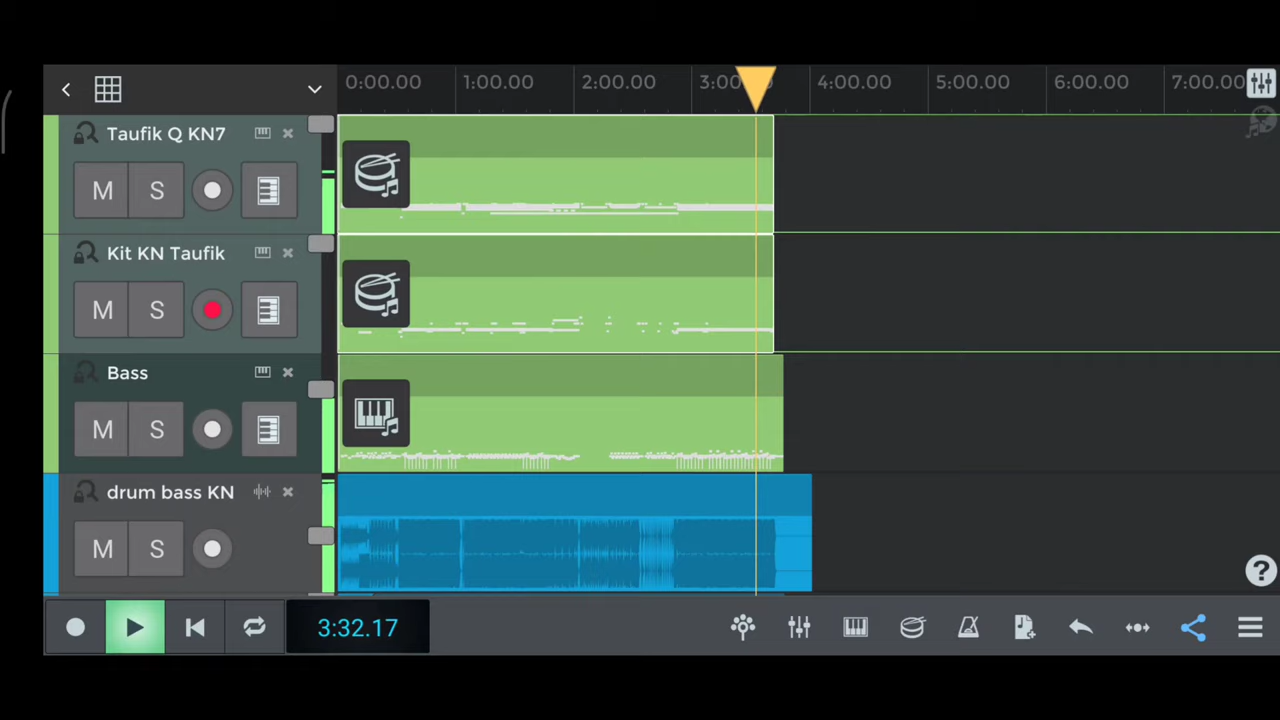 0:00.00 1:00.00 2:00.00 3:00 4:00.00 5:00.00 6:00.00 7:00.0
Taufik Q KN7
M S
Kit KN Taufik
M S
Bass
M S
drum bass KN
M S
?
3:32.17